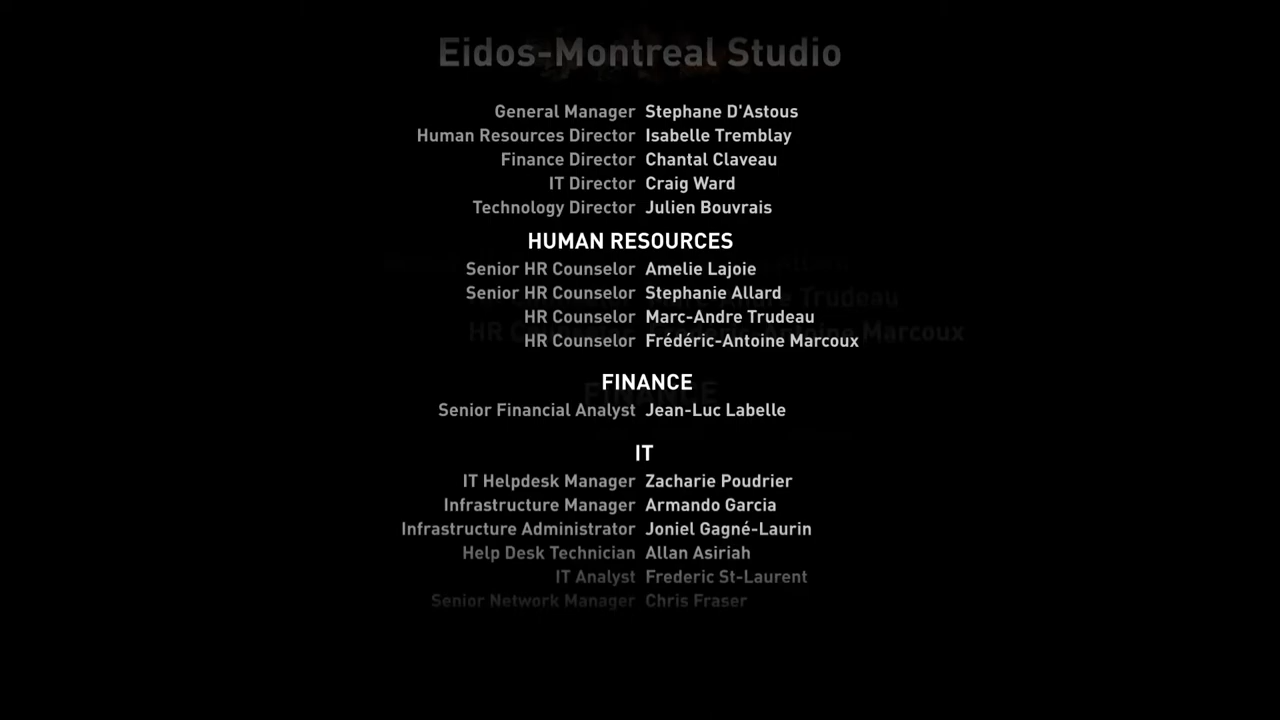 Eidos-Montreal Studio
General Manager Stephane D'Astous
Human Resources Director Isabelle Tremblay
Finance Director Chantal Claveau
IT Director Craig Ward
Technology Director Julien Bouvrais
HUMAN RESOURCES
Senior HR Counselor Amelie Lajoie
Senior HR Counselor Stephanie Allard
HR Counselor Marc-Andre Trudeau
HR Counselor Frédéric-Antoine Marcoux
FINANCE
Senior Financial Analyst Jean-Luc Labelle
IT
IT Helpdesk Manager Zacharie Poudrier
Infrastructure Manager Armando Garcia
Infrastructure Administrator Joniel Gagné-Laurin
Help Desk Technician Allan Asiriah
IT Analyst Frederic St-Laurent
Senior Network Manager Chris Fraser